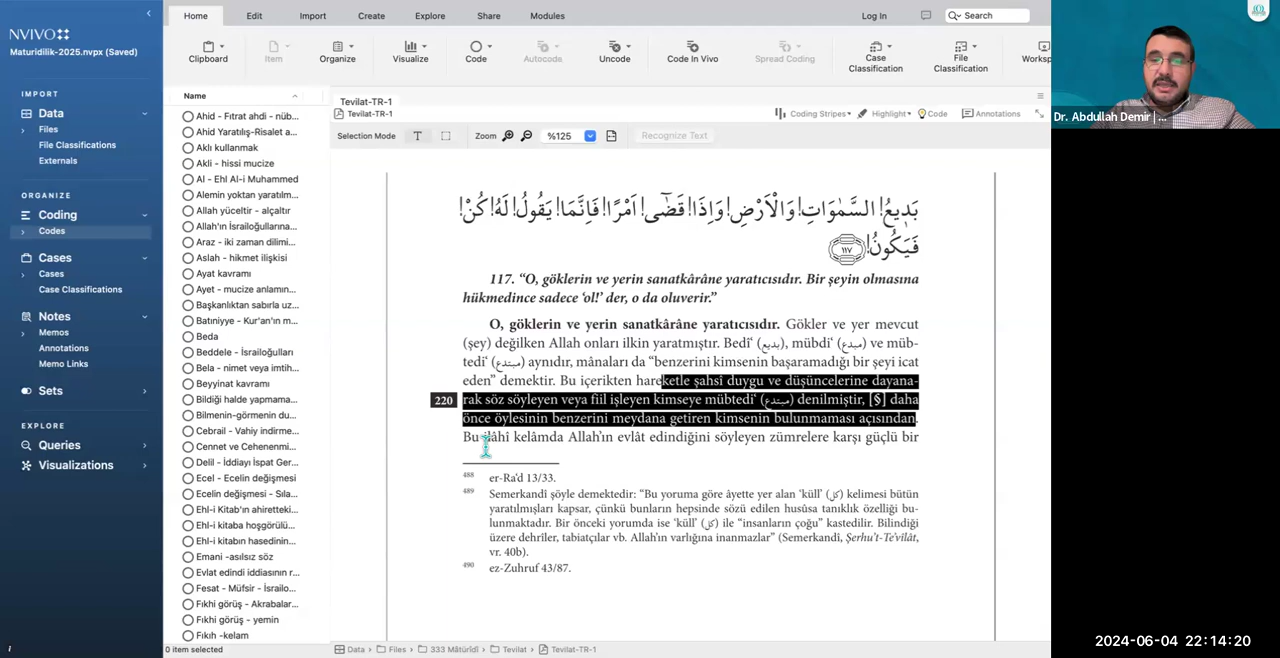 NVIVO
Maturidilik-2025.nvpx (Saved)
IMPORT
Data
Files
File Classifications
Externals
ORGANIZE
Coding
Codes
Cases
Cases
Case Classifications
Notes
Memos
Annotations
Memo Links
Sets
EXPLORE
Queries
Visualizations
Home Edit Import Create Explore Share Modules Log In Search
Clipboard Item Organize Visualize Code Autocode Uncode Code In Vivo Spread Coding Case Classification File Classification Worksp
Name
Ahid - Fıtrat ahdi - nüb...
Ahid Yaratılış-Risalet a...
Aklı kullanmak
Akli - hissi mucize
Al - Ehl Al-i Muhammed
Alemin yoktan yaratılm...
Allah yüceltir - alçaltır
Allah'ın İsrailoğullarına...
Araz - iki zaman dilimi...
Aslah - hikmet ilişkisi
Ayat kavramı
Ayet - mucize anlamın...
Başkanlıktan sabırla uz...
Batıniyye - Kur'an'ın m...
Beda
Beddele - İsrailoğulları
Bela - nimet veya imtih...
Beyyinat kavramı
Bildiği halde yapmama...
Bilmenin-görmenin du...
Cebrail - Vahiy indirme...
Cennet ve Cehenenmi...
Delil - İddiayı İspat Ger...
Ecel - Ecelin değişmesi
Ecelin değişmesi - Sıla...
Ehl-i Kitab'ın ahiretteki...
Ehl-i kitaba hoşgörülü...
Ehl-i kitabın hasedinin...
Emani -asılsız söz
Evlat edindi iddiasının r...
Fesat - Müfsir - İsrailo...
Fıkhi görüş - Akrabalar...
Fıkhi görüş - yemin
Fıkıh -kelam
0 item selected
Tevilat-TR-1
Tevilat-TR-1
Coding Stripes Highlight Code Annotations
Selection Mode T Zoom %125 Recognize Text
بَد۪يعُ السَّمٰوَاتِ وَالْاَرْضِ وَاِذَا قَضٰٓى اَمْرًا فَاِنَّمَا يَقُولُ لَهُ كُنْ
فَيَكُونُ ١١٧
117. “O, göklerin ve yerin sanatkârâne yaratıcısıdır. Bir şeyin olmasına
hükmedince sadece ‘ol!’ der, o da oluverir.”
O, göklerin ve yerin sanatkârâne yaratıcısıdır. Gökler ve yer mevcut
(şey) değilken Allah onları ilkin yaratmıştır. Bedî‘ (بديع), mübdi‘ (مبدع) ve müb-
tedi‘ (مبتدع) aynıdır, mânaları da “benzerini kimsenin başaramadığı bir şeyi icat
eden” demektir. Bu içerikten hareketle şahsî duygu ve düşüncelerine dayana-
220 rak söz söyleyen veya fiil işleyen kimseye mübtedi‘ (مبتدع) denilmiştir, [§] daha
önce öylesinin benzerini meydana getiren kimsenin bulunmaması açısından.
Bu ilâhî kelâmda Allah’ın evlât edindiğini söyleyen zümrelere karşı güçlü bir
488 er-Ra‘d 13/33.
489 Semerkandî şöyle demektedir: “Bu yoruma göre âyette yer alan ‘küll’ (كل) kelimesi bütün
yaratılmışları kapsar, çünkü bunların hepsinde sözü edilen husûsa tanıklık özelliği bu-
lunmaktadır. Bir önceki yorumda ise ‘küll’ (كل) ile “insanların çoğu” kastedilir. Bilindiği
üzere dehrîler, tabiatçılar vb. Allah’ın varlığına inanmazlar” (Semerkandî, Şerhu’t-Te’vîlât,
vr. 40b).
490 ez-Zuhruf 43/87.
Data Files 333 Mâtürîdî Tevilat Tevilat-TR-1
Dr. Abdullah Demir | ...
2024-06-04 22:14:20